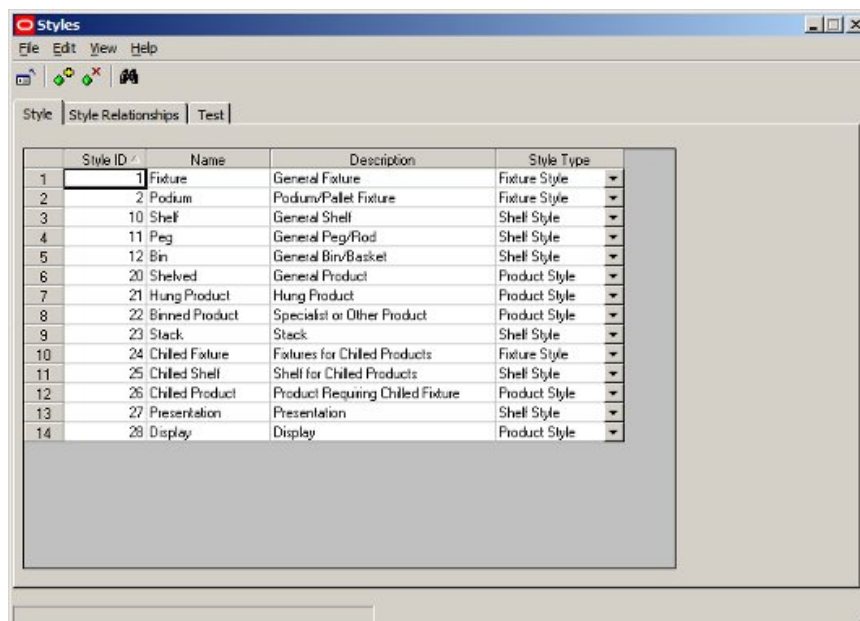 Styles
File Edit View Help
Style Style Relationships Test
Style ID Name Description Style Type
1 1 Fixture General Fixture Fixture Style
2 2 Podium Podium/Pallet Fixture Fixture Style
3 10 Shelf General Shelf Shelf Style
4 11 Peg General Peg/Rod Shelf Style
5 12 Bin General Bin/Basket Shelf Style
6 20 Shelved General Product Product Style
7 21 Hung Product Hung Product Product Style
8 22 Binned Product Specialist or Other Product Product Style
9 23 Stack Stack Shelf Style
10 24 Chilled Fixture Fixtures for Chilled Products Fixture Style
11 25 Chilled Shelf Shelf for Chilled Products Shelf Style
12 26 Chilled Product Product Requiring Chilled Fixture Product Style
13 27 Presentation Presentation Shelf Style
14 28 Display Display Product Style